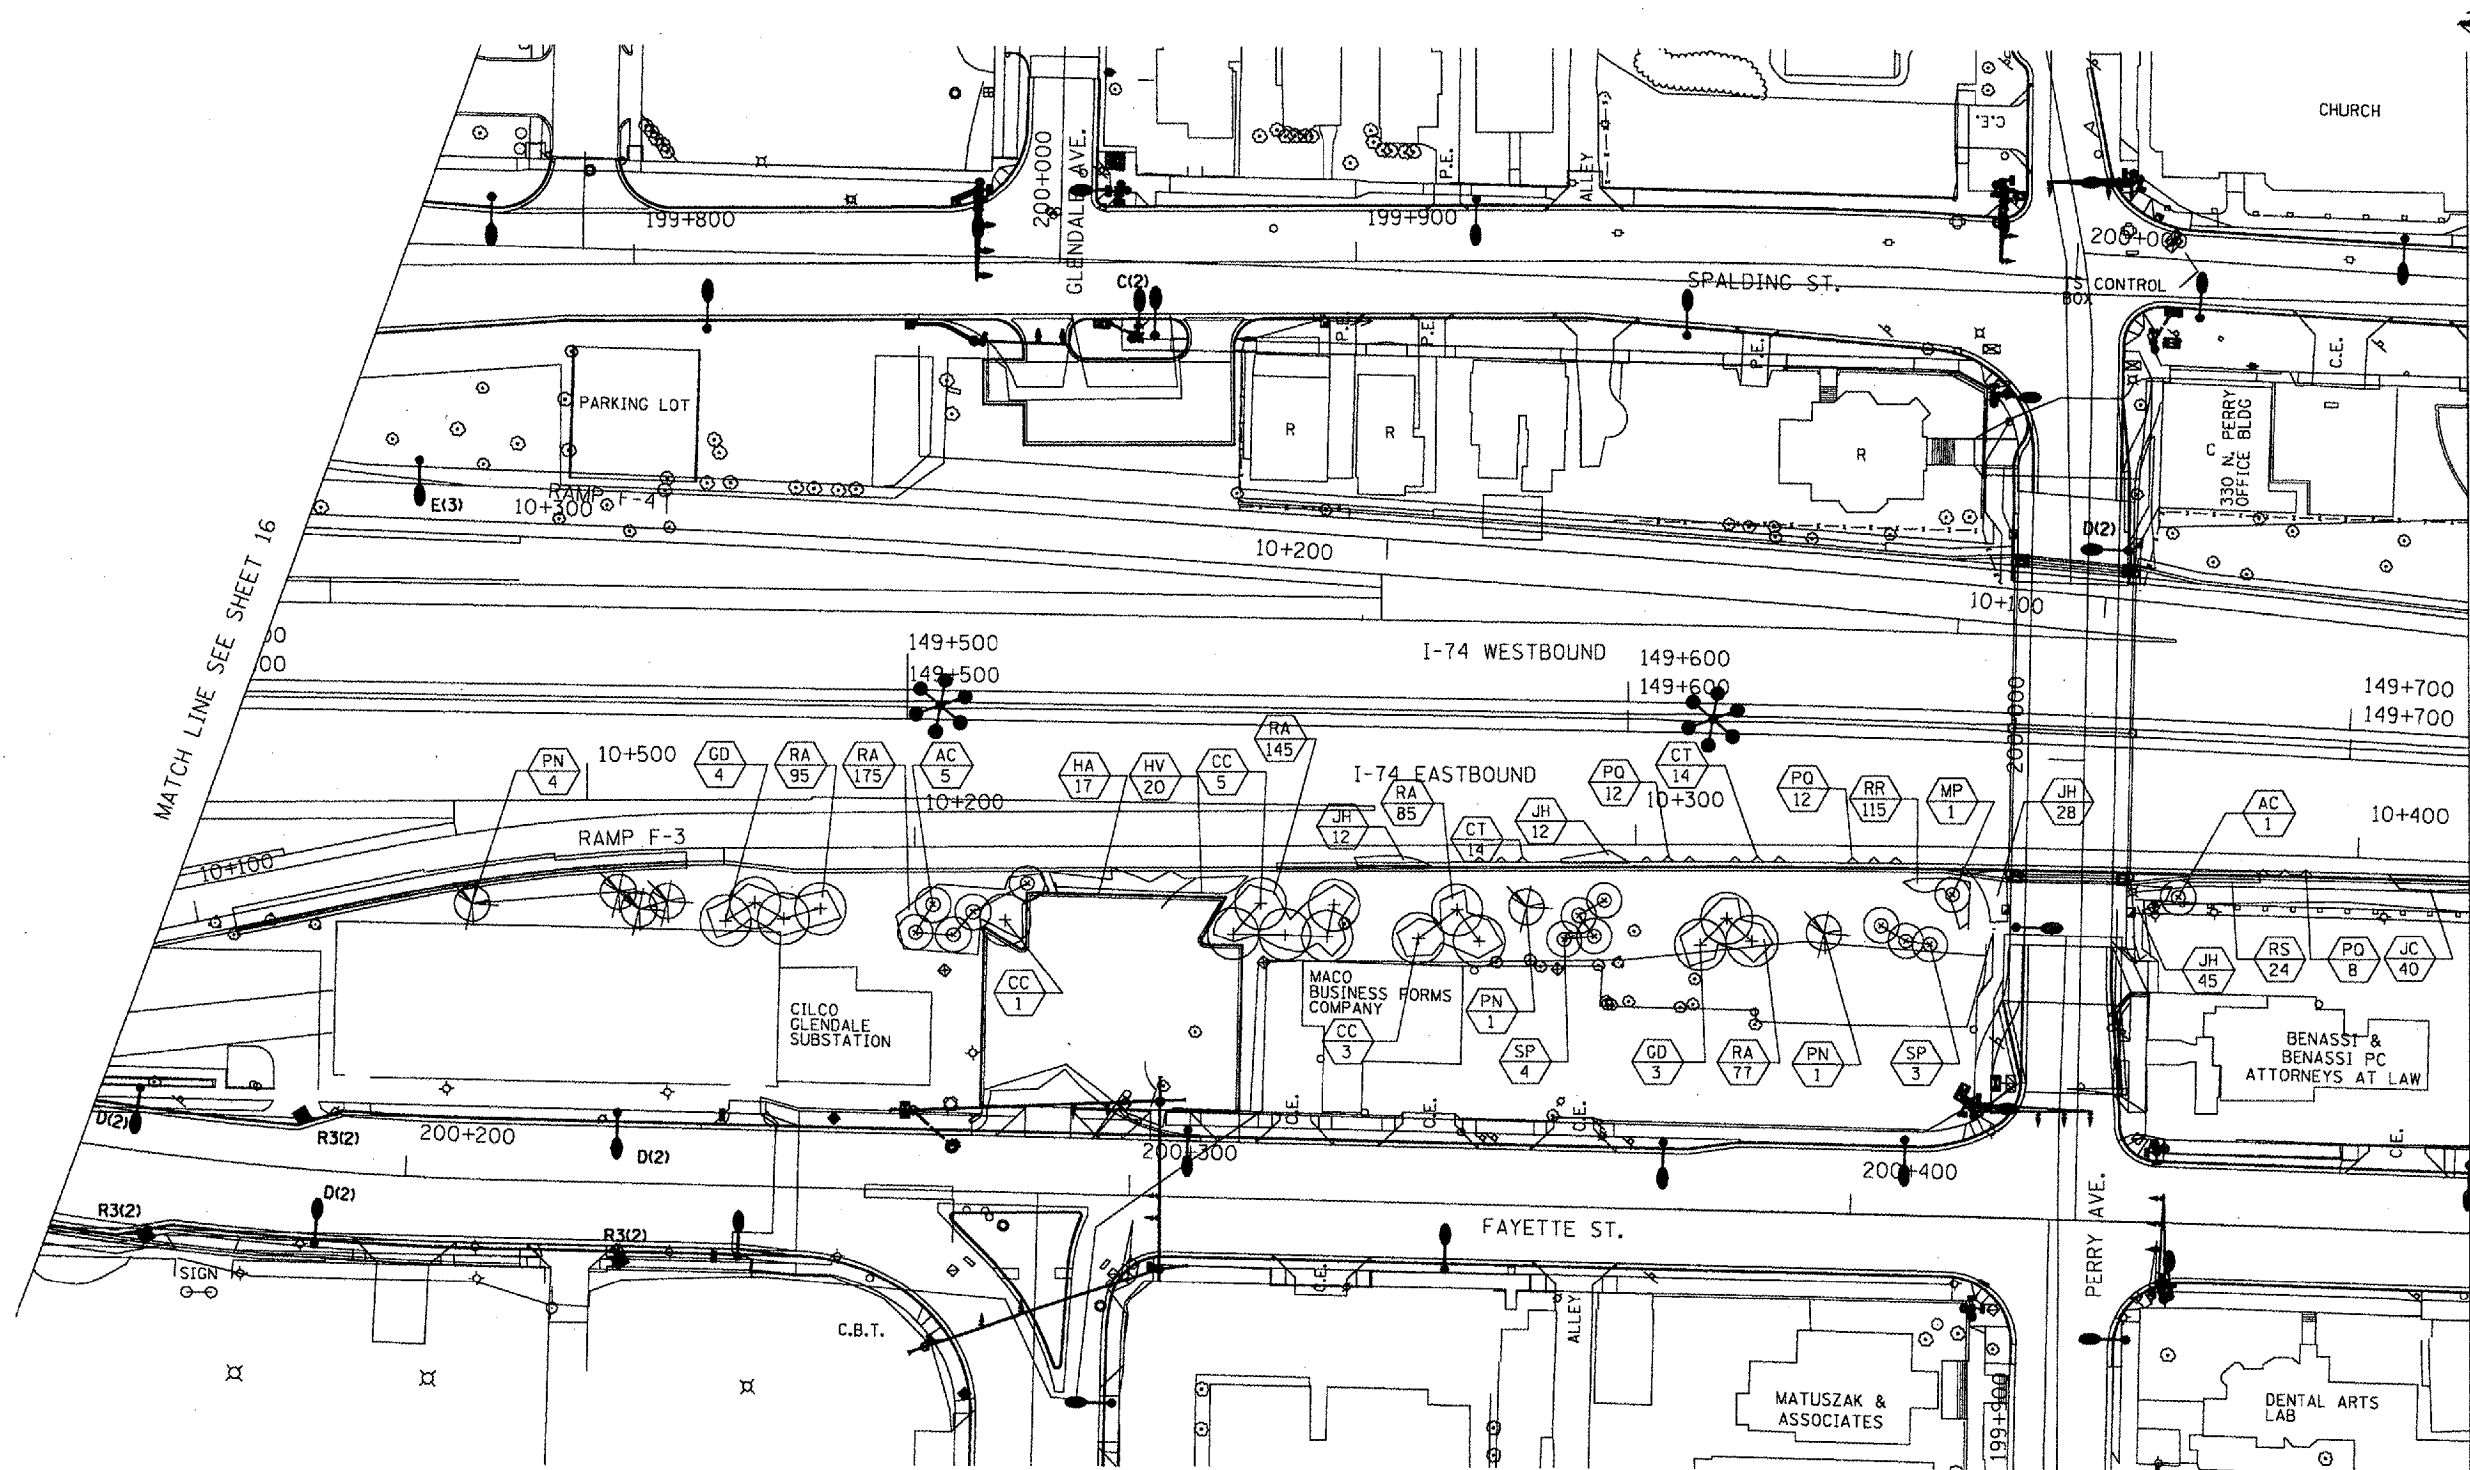 CHURCH
C.E.
200+000
GLENDALE AVE.
P.E.
ALLEY
199+800
199+900
200+0
SPALDING ST.
C(2)
TS CONTROL
BOX
P.E.
P.E.
P.E.
C.E.
PARKING LOT
R
R
R
C
330 N. PERRY
OFFICE BLDG
E(3)
RAMP F-4
10+300
10+200
D(2)
10+100
MATCH LINE SEE SHEET 16
00
00
149+500
149+500
I-74 WESTBOUND
149+600
149+600
149+700
149+700
200+000
10+500
PN
4
GD
4
RA
95
RA
175
AC
5
HA
17
HV
20
CC
5
RA
145
I-74 EASTBOUND
JH
12
RA
85
CT
14
JH
12
PQ
12
CT
14
10+300
PQ
12
RR
115
MP
1
JH
28
AC
1
10+400
10+200
RAMP F-3
10+100
CC
1
CILCO
GLENDALE
SUBSTATION
MACO
BUSINESS FORMS
COMPANY
CC
3
PN
1
SP
4
GD
3
RA
77
PN
1
SP
3
JH
45
RS
24
PQ
8
JC
40
BENASSI &
BENASSI PC
ATTORNEYS AT LAW
D(2)
R3(2)
200+200
D(2)
200+300
C.E.
C.E.
C.E.
200+400
C.E.
R3(2)
D(2)
R3(2)
FAYETTE ST.
PERRY AVE.
SIGN
C.B.T.
C.E.
ALLEY
MATUSZAK &
ASSOCIATES
199+900
DENTAL ARTS
LAB